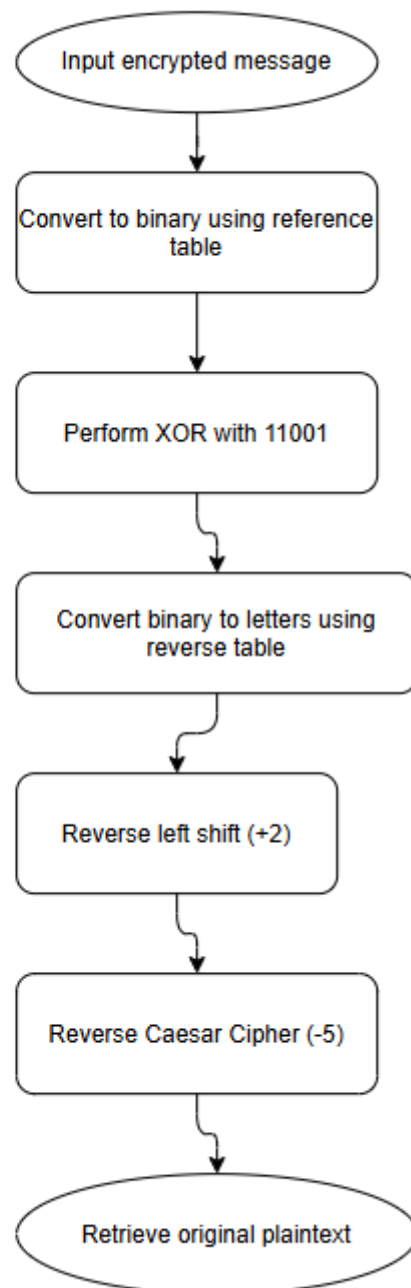 Input encrypted message
Convert to binary using reference
table
Perform XOR with 11001
Convert binary to letters using
reverse table
Reverse left shift (+2)
Reverse Caesar Cipher (-5)
Retrieve original plaintext